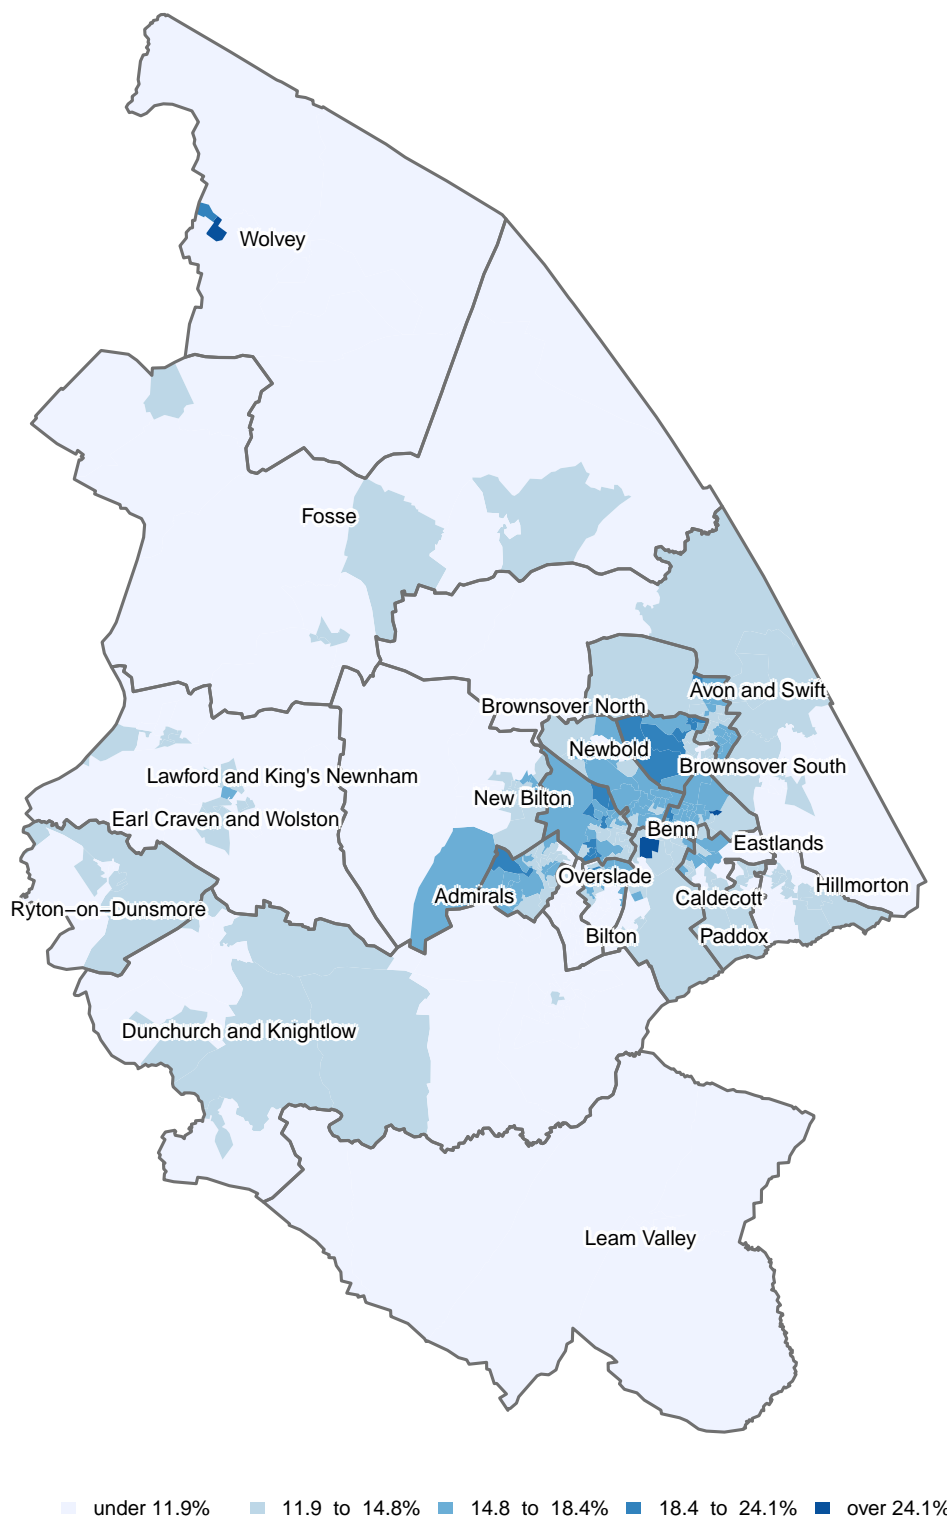 Wolvey
Fosse
Avon and Swift
Brownsover North
Newbold
Brownsover South
Lawford and King's Newnham
New Bilton
Earl Craven and Wolston
Benn
Eastlands
Overslade
Hillmorton
Admirals
Caldecott
Ryton−on−Dunsmore
Bilton
Paddox
Dunchurch and Knightlow
Leam Valley
under 11.9% 11.9 to 14.8% 14.8 to 18.4% 18.4 to 24.1% over 24.1%